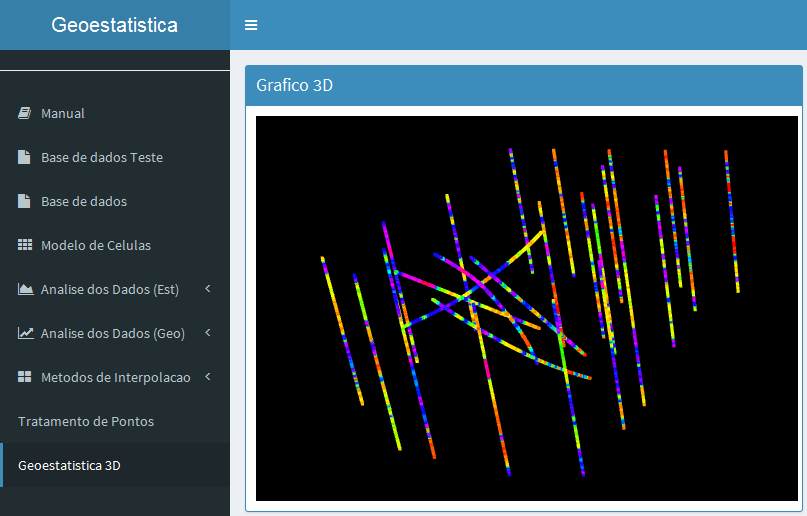 Geoestatistica
Grafico 3D
Manual
Base de dados Teste
Base de dados
Modelo de Celulas
Analise dos Dados (Est)
Analise dos Dados (Geo)
Metodos de Interpolacao
Tratamento de Pontos
Geoestatistica 3D